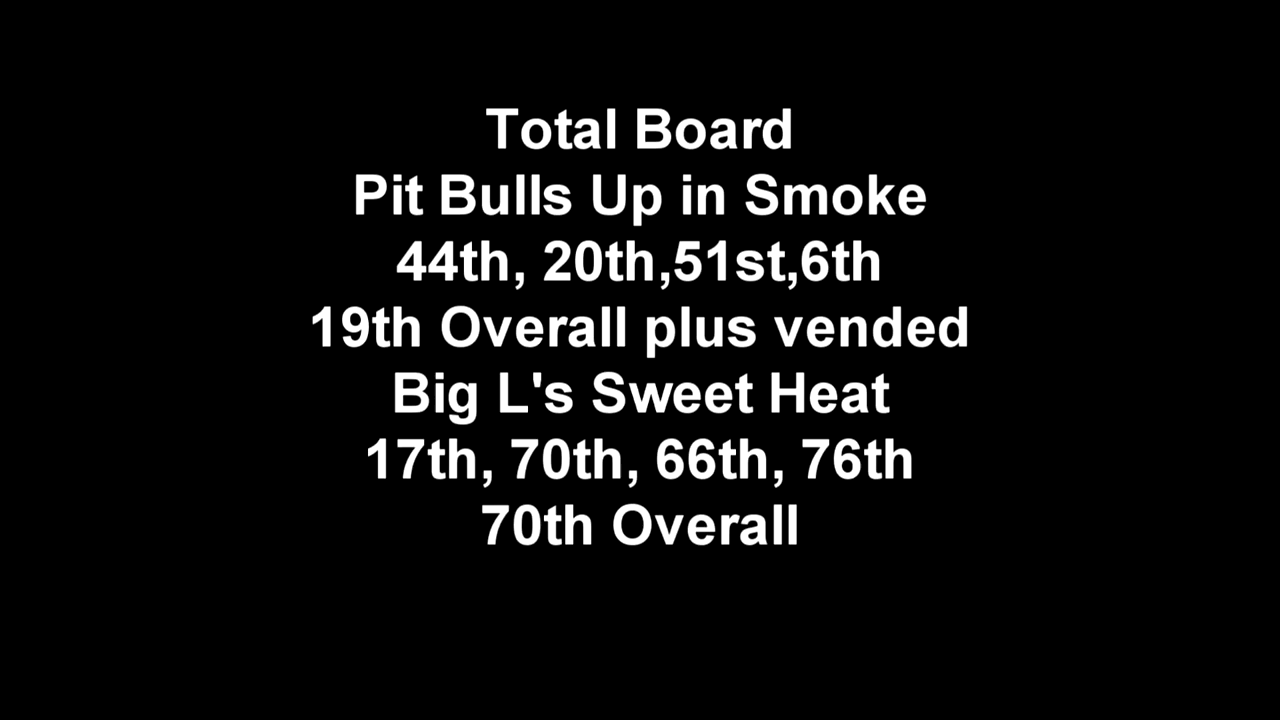 Total Board
Pit Bulls Up in Smoke
44th, 20th,51st,6th
19th Overall plus vended
Big L's Sweet Heat
17th, 70th, 66th, 76th
70th Overall